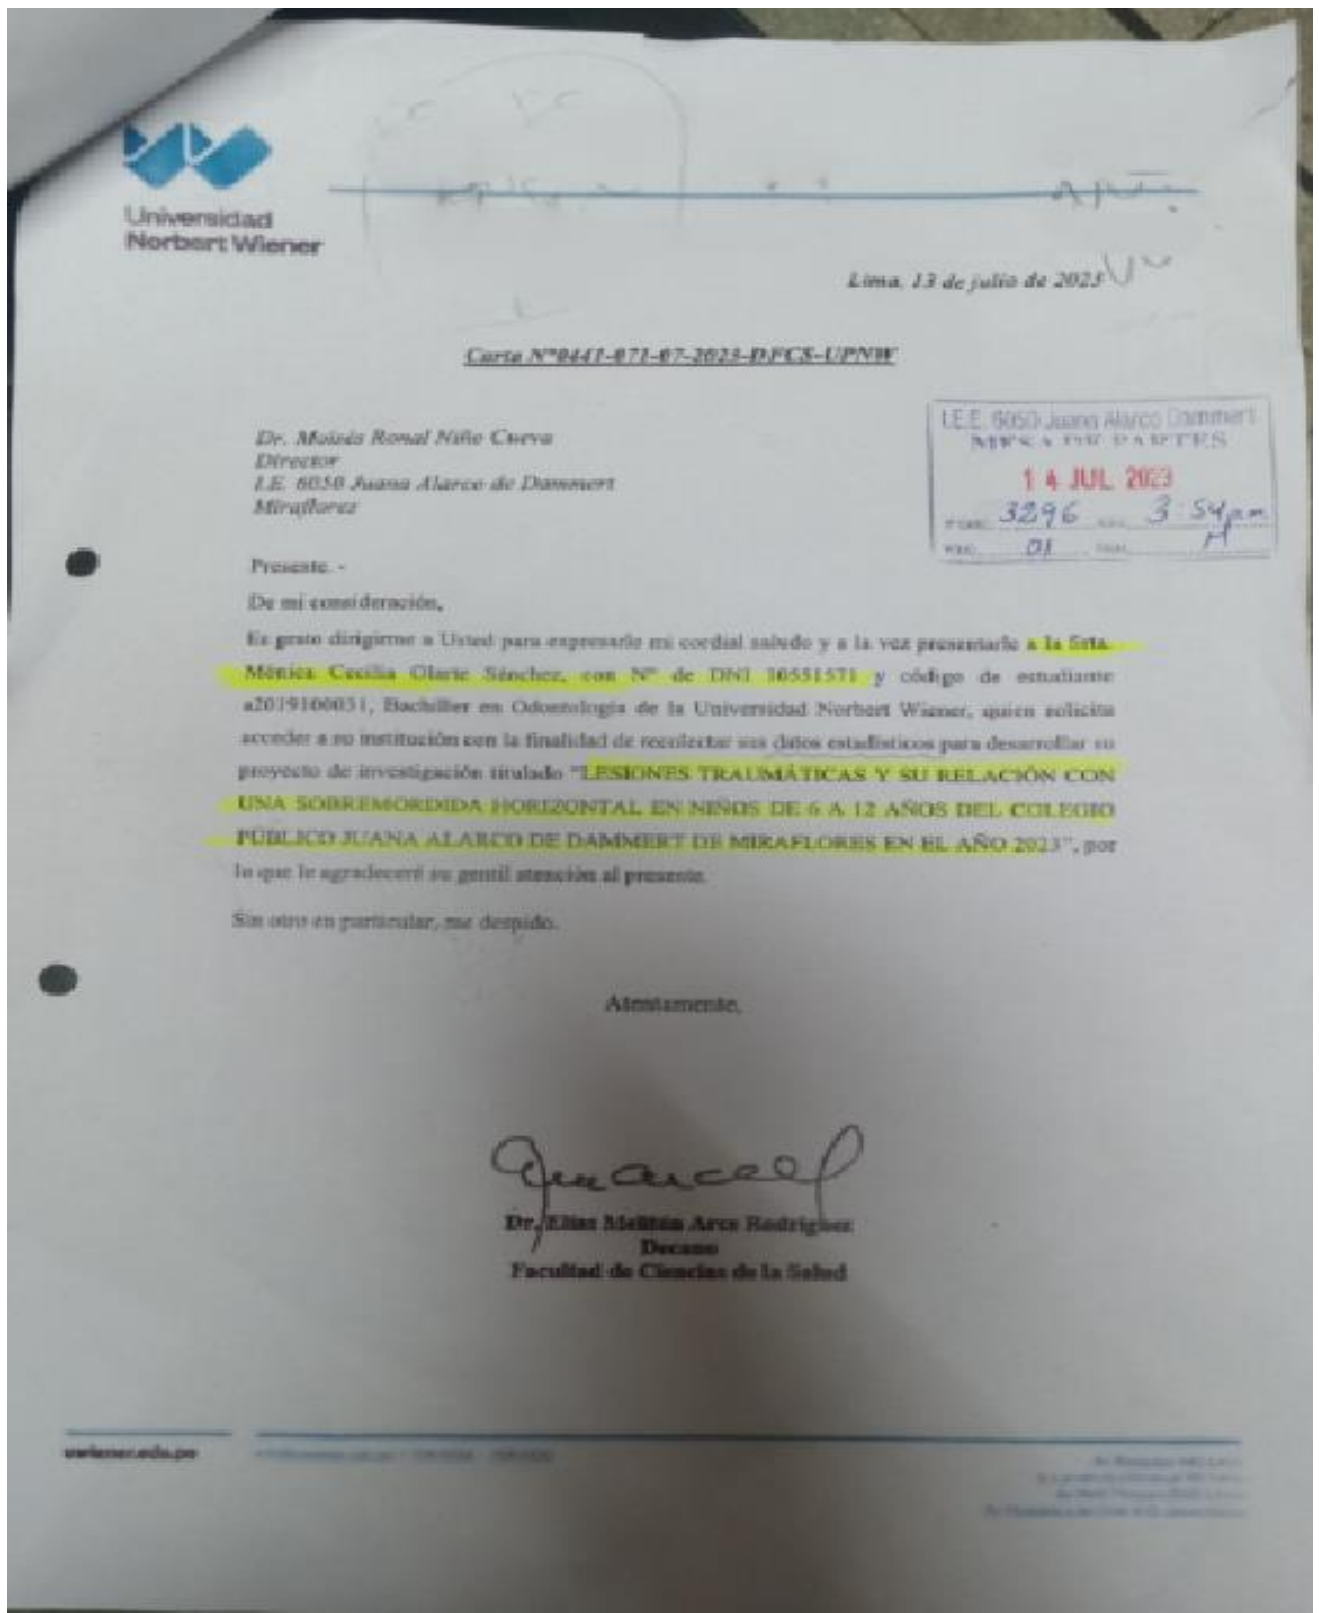 Universidad
Norbert Wiener
Lima, 13 de julio de 2023
Carta N°0441-071-07-2023-DFCS-UPNW
Dr. Moisés Ronal Niño Cueva
Director
I.E. 6050 Juana Alarco de Dammert
Miraflores
I.E.E. 6050 Juana Alarco Dammert
MESA DE PARTES
14 JUL 2023
3296 3:54pm
01
Presente. -
De mi consideración,
Es grato dirigirme a Usted para expresarle mi cordial saludo y a la vez presentarle a la Srta.
Mónica Cecilia Olarte Sánchez, con N° de DNI 10551571 y código de estudiante
a2019100031, Bachiller en Odontología de la Universidad Norbert Wiener, quien solicita
acceder a su institución con la finalidad de recolectar sus datos estadísticos para desarrollar su
proyecto de investigación titulado "LESIONES TRAUMÁTICAS Y SU RELACIÓN CON
UNA SOBREMORDIDA HORIZONTAL EN NIÑOS DE 6 A 12 AÑOS DEL COLEGIO
PÚBLICO JUANA ALARCO DE DAMMERT DE MIRAFLORES EN EL AÑO 2023", por
lo que le agradeceré su gentil atención al presente.
Sin otro en particular, me despido.
Atentamente,
Dr. Elías Melitón Arce Rodríguez
Decano
Facultad de Ciencias de la Salud
uwiener.edu.pe